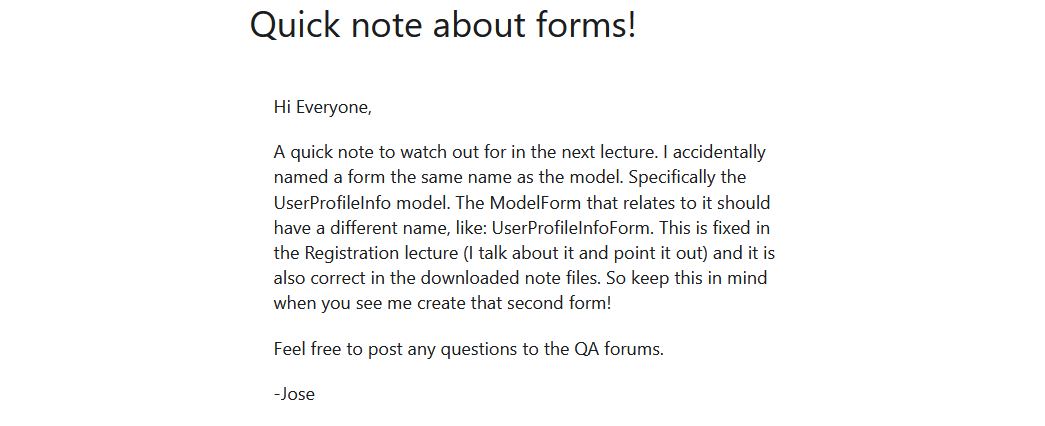 Quick note about forms!
Hi Everyone,
A quick note to watch out for in the next lecture. I accidentally
named a form the same name as the model. Specifically the
UserProfileInfo model. The ModelForm that relates to it should
have a different name, like: UserProfileInfoForm. This is fixed in
the Registration lecture (I talk about it and point it out) and it is
also correct in the downloaded note files. So keep this in mind
when you see me create that second form!
Feel free to post any questions to the QA forums.
-Jose